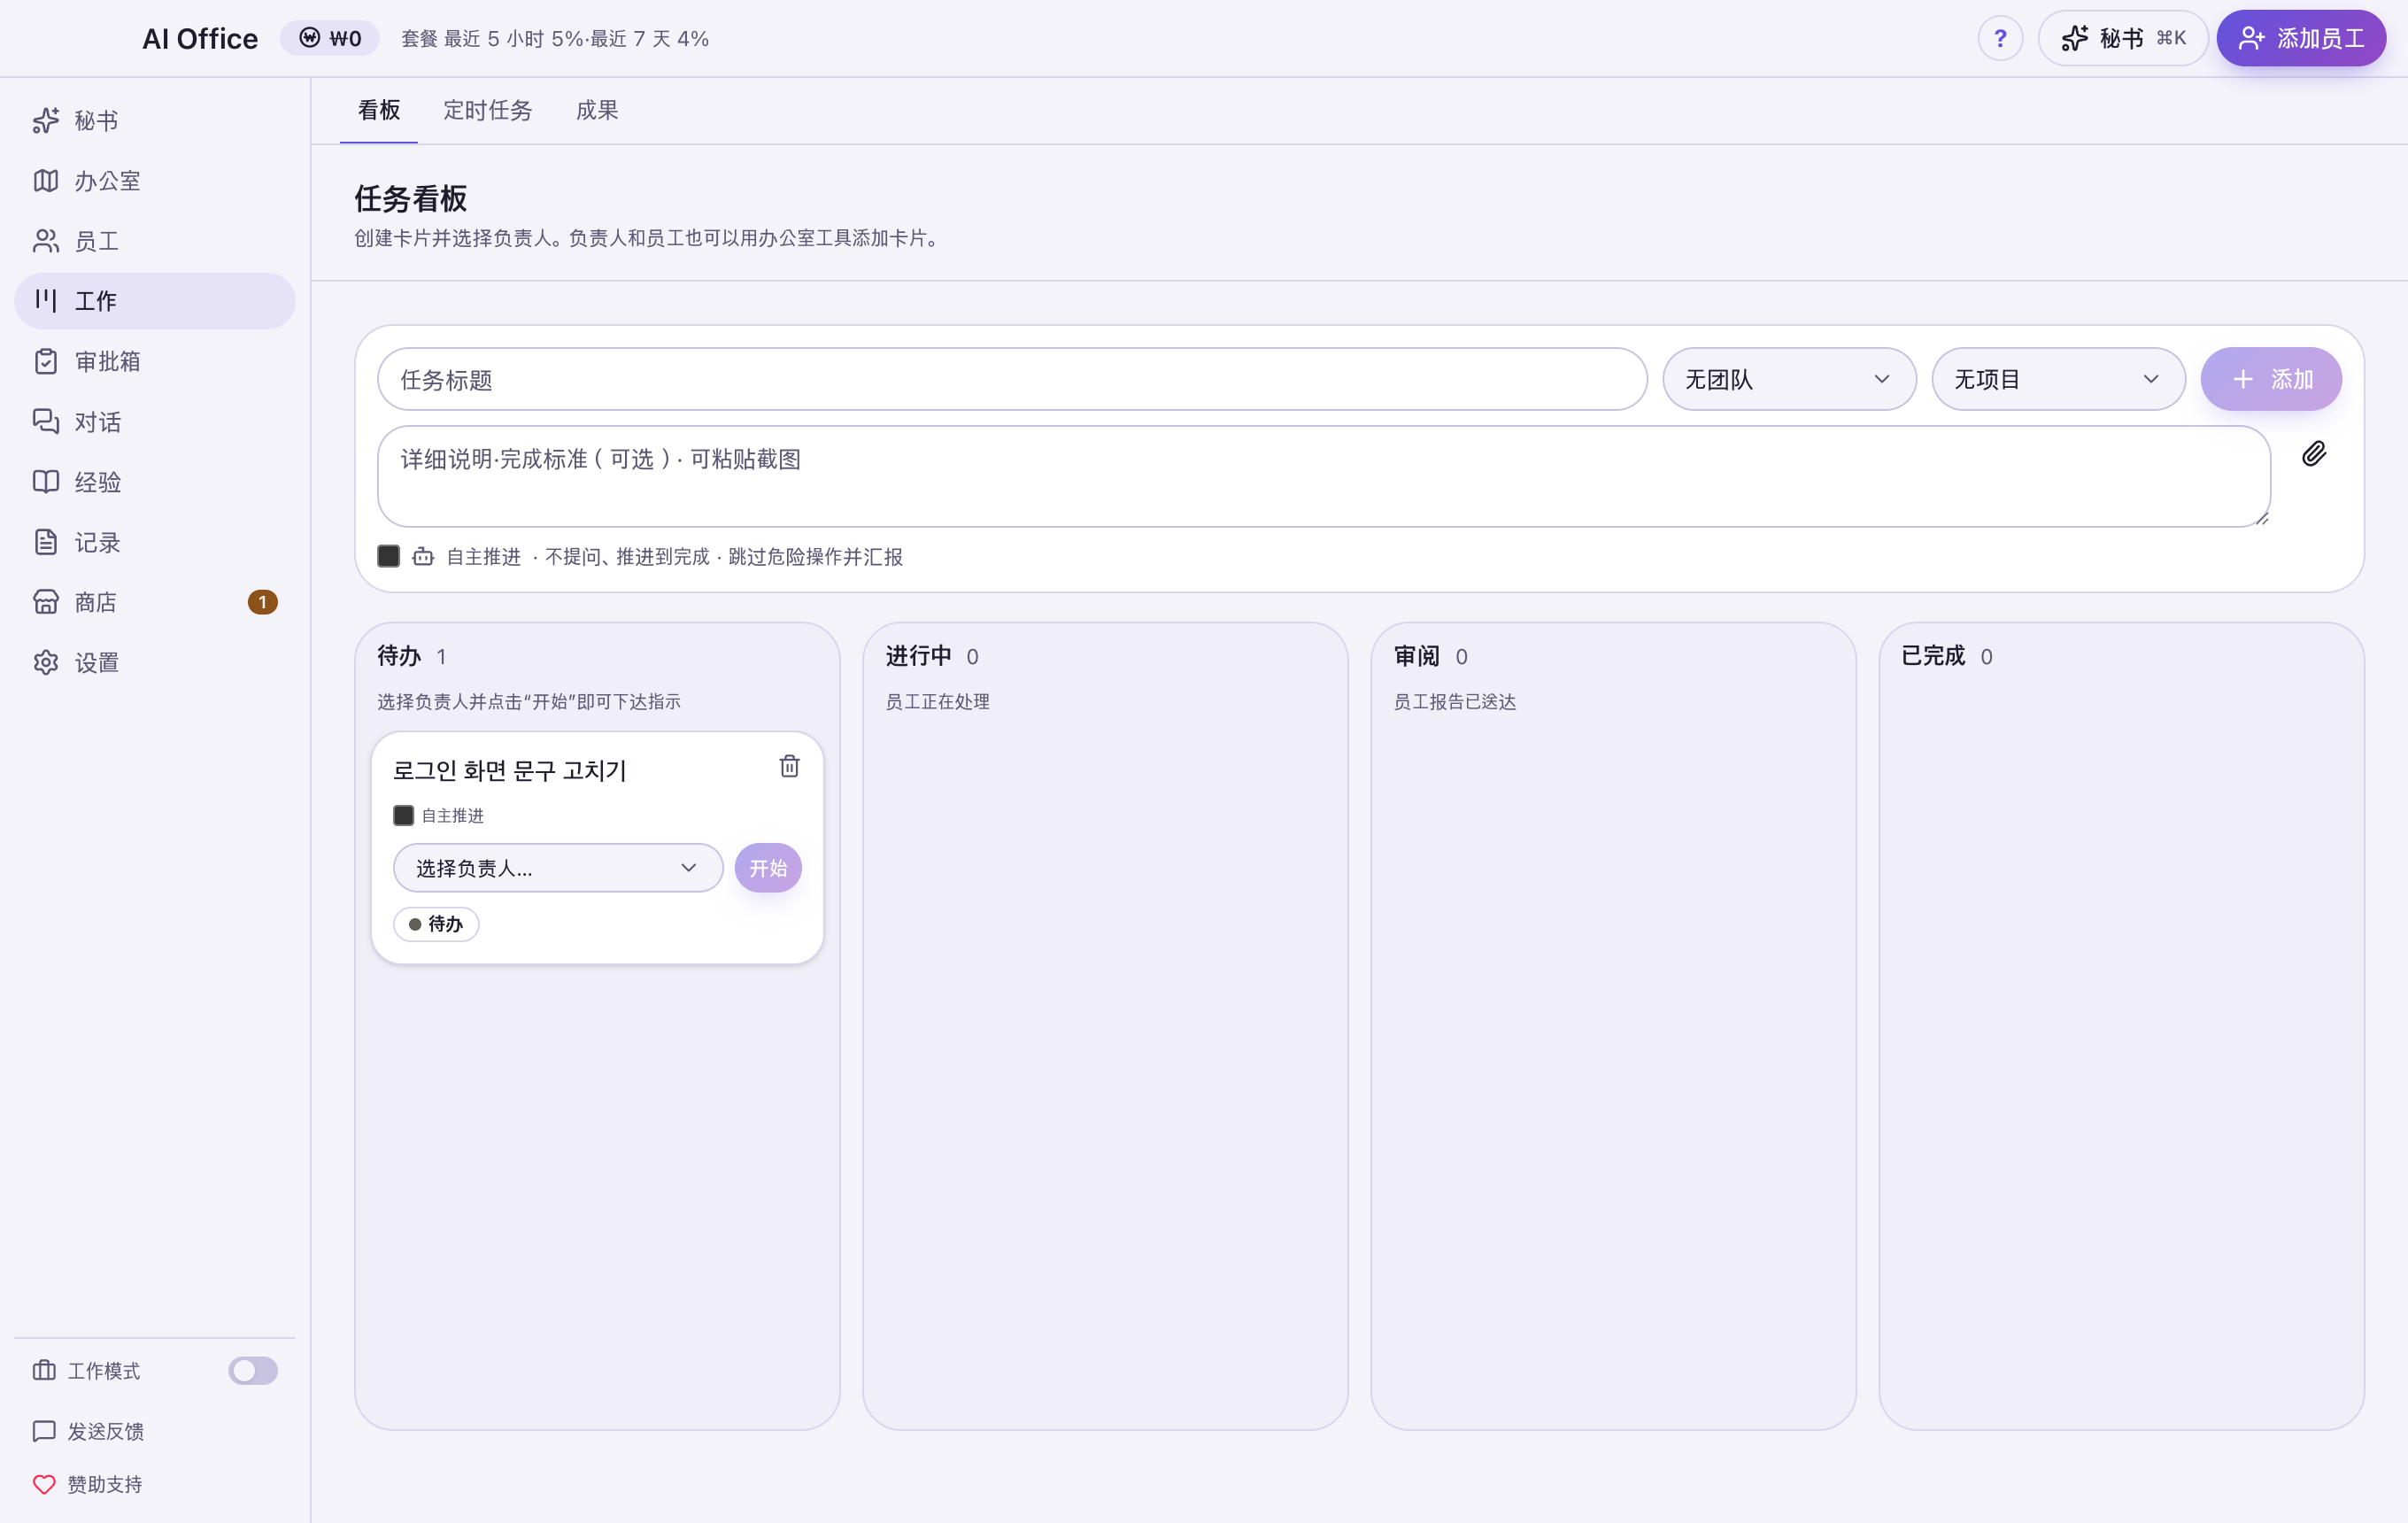 AI Office
₩0
套餐 最近 5 小时 5%·最近 7 天 4%
?
秘书 ⌘K
添加员工
秘书
办公室
员工
工作
审批箱
对话
经验
记录
商店 1
设置
工作模式
发送反馈
赞助支持
看板 定时任务 成果
任务看板
创建卡片并选择负责人。负责人和员工也可以用办公室工具添加卡片。
任务标题
无团队
无项目
添加
详细说明·完成标准（可选）· 可粘贴截图
自主推进 · 不提问、推进到完成 · 跳过危险操作并汇报
待办 1
选择负责人并点击“开始”即可下达指示
로그인 화면 문구 고치기
自主推进
选择负责人...
开始
待办
进行中 0
员工正在处理
审阅 0
员工报告已送达
已完成 0